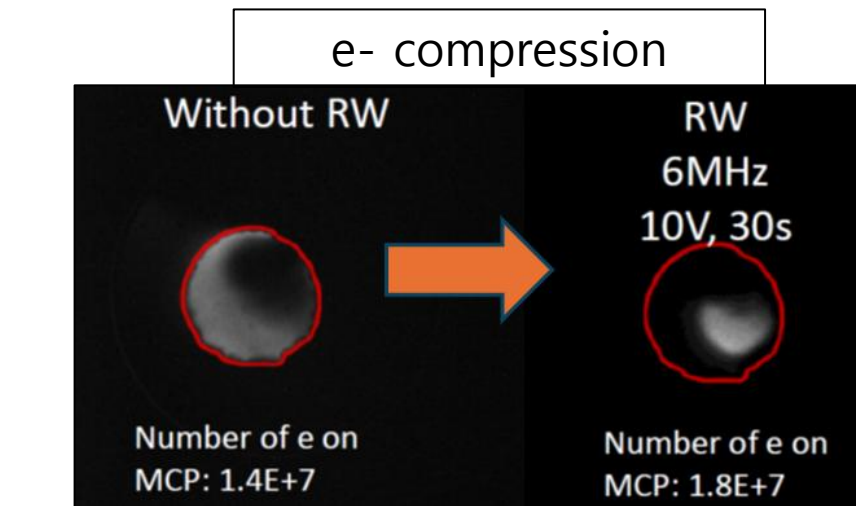 e- compression
Without RW
RW
6MHz
10V, 30s
Number of e on
MCP: 1.4E+7
Number of e on
MCP: 1.8E+7